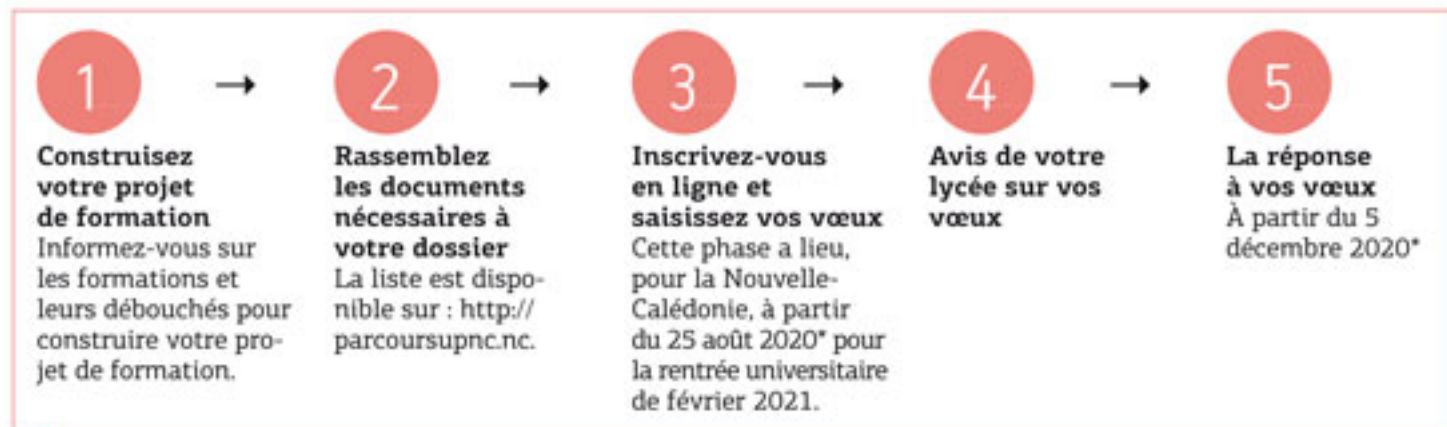 1 → 2 → 3 → 4 → 5
Construisez
votre projet
de formation
Informez-vous sur
les formations et
leurs débouchés pour
construire votre pro-
jet de formation.
Rassemblez
les documents
nécessaires à
votre dossier
La liste est dispo-
nible sur : http://
parcoursupnc.nc.
Inscrivez-vous
en ligne et
saisissez vos vœux
Cette phase a lieu,
pour la Nouvelle-
Calédonie, à partir
du 25 août 2020* pour
la rentrée universitaire
de février 2021.
Avis de votre
lycée sur vos
vœux
La réponse
à vos vœux
À partir du 5
décembre 2020*